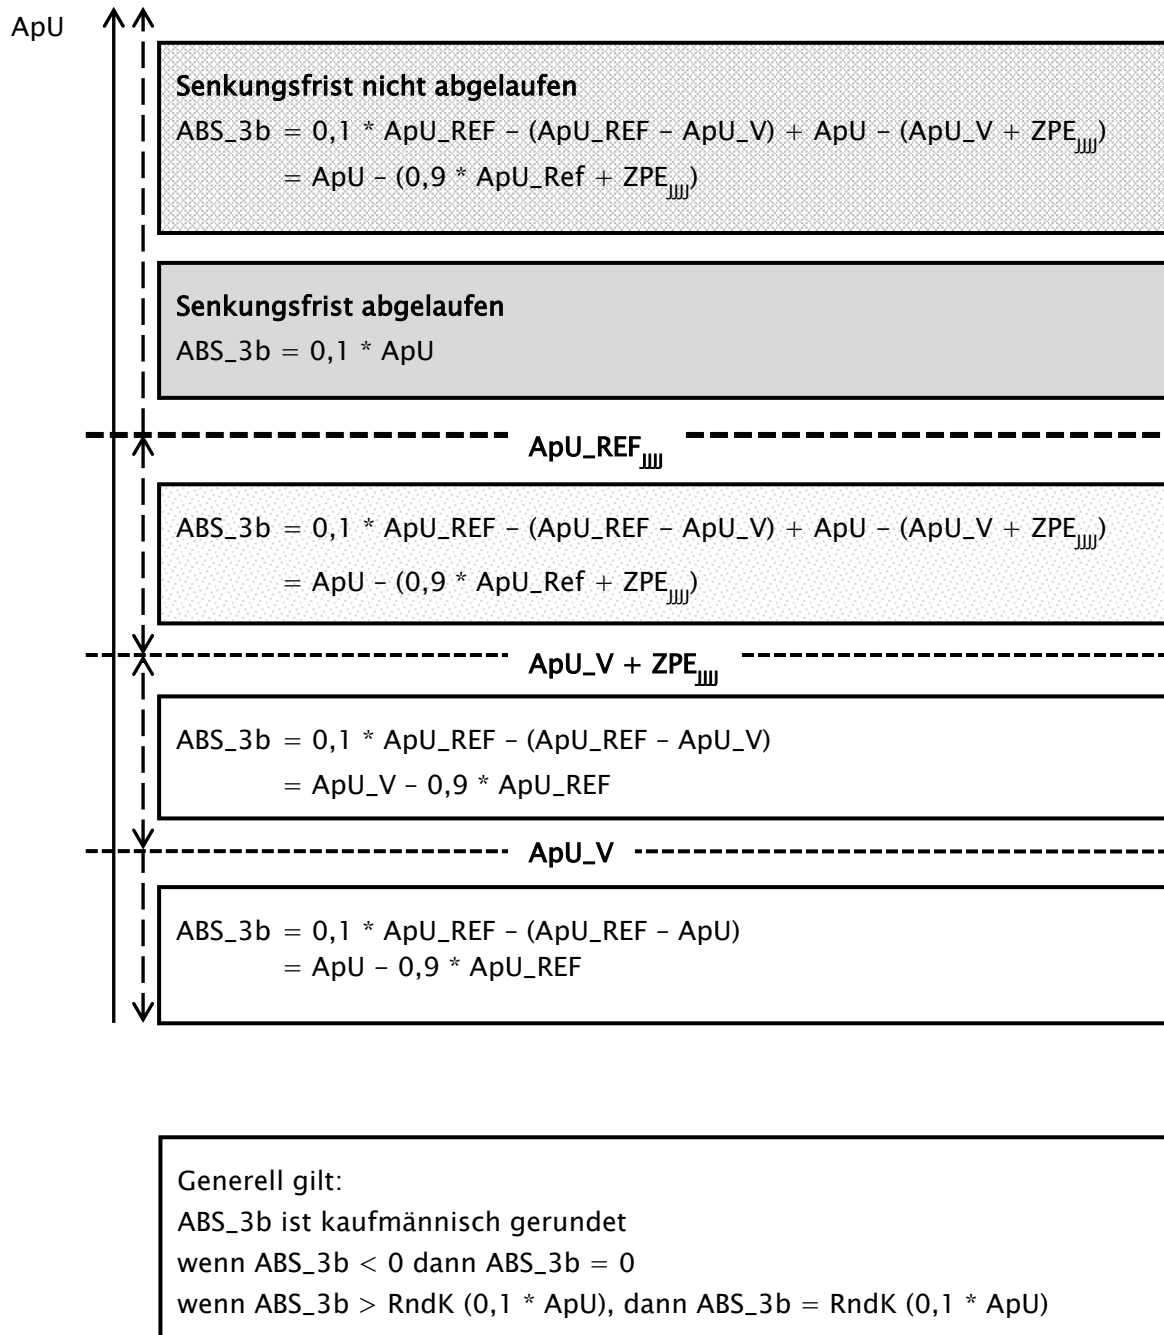 ApU
Senkungsfrist nicht abgelaufen
ABS_3b = 0,1 * ApU_REF – (ApU_REF – ApU_V) + ApU – (ApU_V + ZPE_JJJJ)
= ApU – (0,9 * ApU_Ref + ZPE_JJJJ)
Senkungsfrist abgelaufen
ABS_3b = 0,1 * ApU
ApU_REF_JJJJ
ABS_3b = 0,1 * ApU_REF – (ApU_REF – ApU_V) + ApU – (ApU_V + ZPE_JJJJ)
= ApU – (0,9 * ApU_Ref + ZPE_JJJJ)
ApU_V + ZPE_JJJJ
ABS_3b = 0,1 * ApU_REF – (ApU_REF – ApU_V)
= ApU_V – 0,9 * ApU_REF
ApU_V
ABS_3b = 0,1 * ApU_REF – (ApU_REF – ApU)
= ApU – 0,9 * ApU_REF
Generell gilt:
ABS_3b ist kaufmännisch gerundet
wenn ABS_3b < 0 dann ABS_3b = 0
wenn ABS_3b > RndK (0,1 * ApU), dann ABS_3b = RndK (0,1 * ApU)